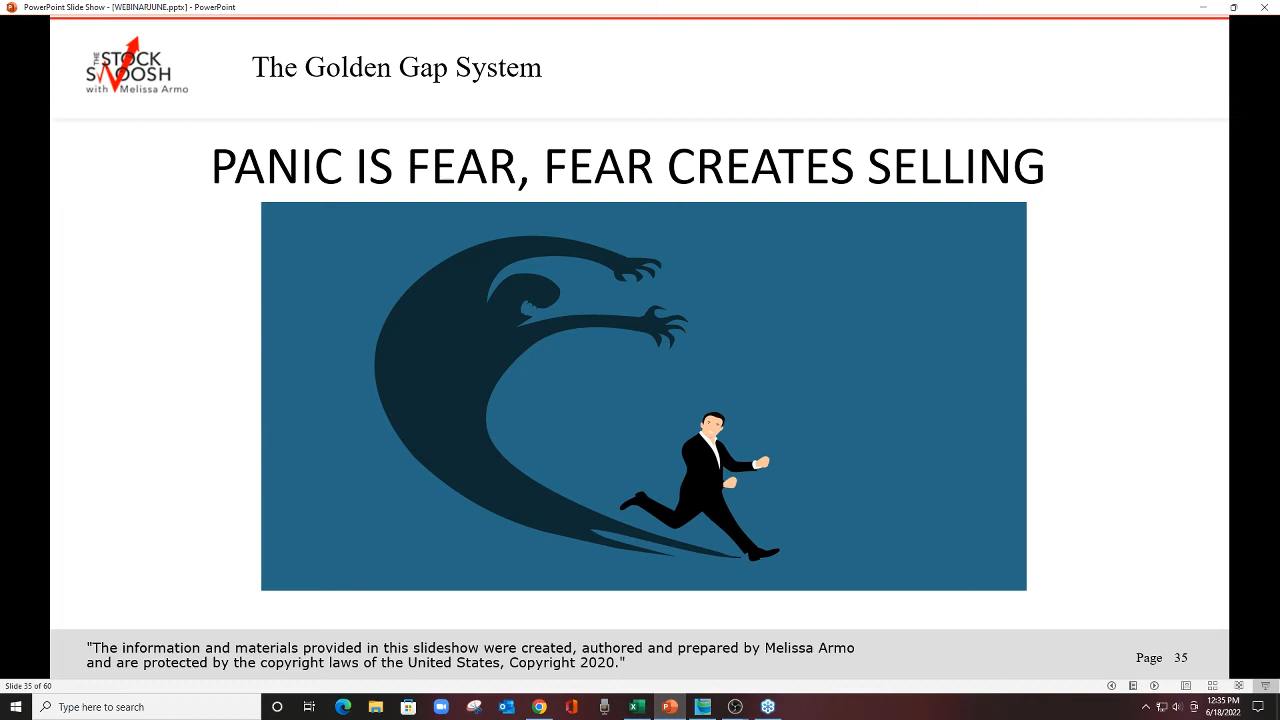 PowerPoint Slide Show - [WEBINARJUNE.pptx] - PowerPoint
THE STOCK
SWOOSH
with Melissa Armo
The Golden Gap System
PANIC IS FEAR, FEAR CREATES SELLING
"The information and materials provided in this slideshow were created, authored and prepared by Melissa Armo
and are protected by the copyright laws of the United States, Copyright 2020."
Page 35
Slide 35 of 60
Type here to search
12:35 PM
6/18/2022